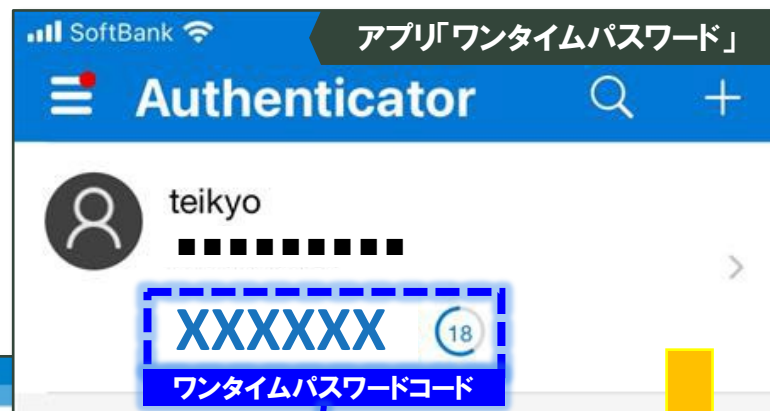 SoftBank
アプリ「ワンタイムパスワード」
Authenticator
teikyo
■■■■■■■■■
XXXXXX 18
ワンタイムパスワードコード